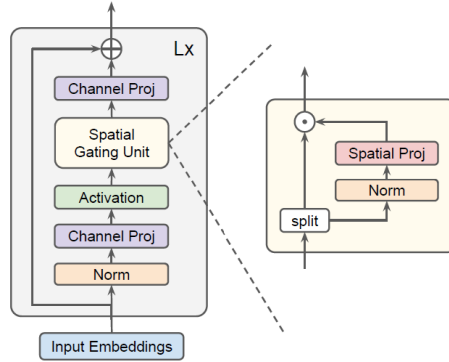 Lx
Channel Proj
Spatial
Gating Unit
Activation
Channel Proj
Norm
Input Embeddings
Spatial Proj
Norm
split